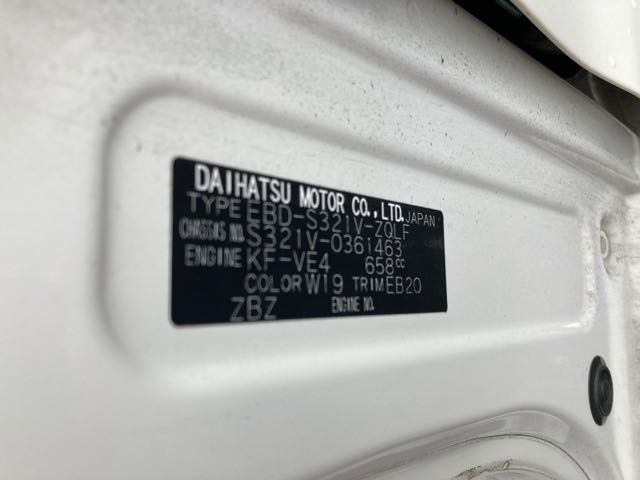 DAIHATSU MOTOR CO.,LTD. JAPAN
TYPE EBD-S321V-ZQLF
CHASSIS NO. S321V-0361463
ENGINE KF-VE4 658cc
COLOR W19 TRIM EB20
ZBZ ENGINE NO.